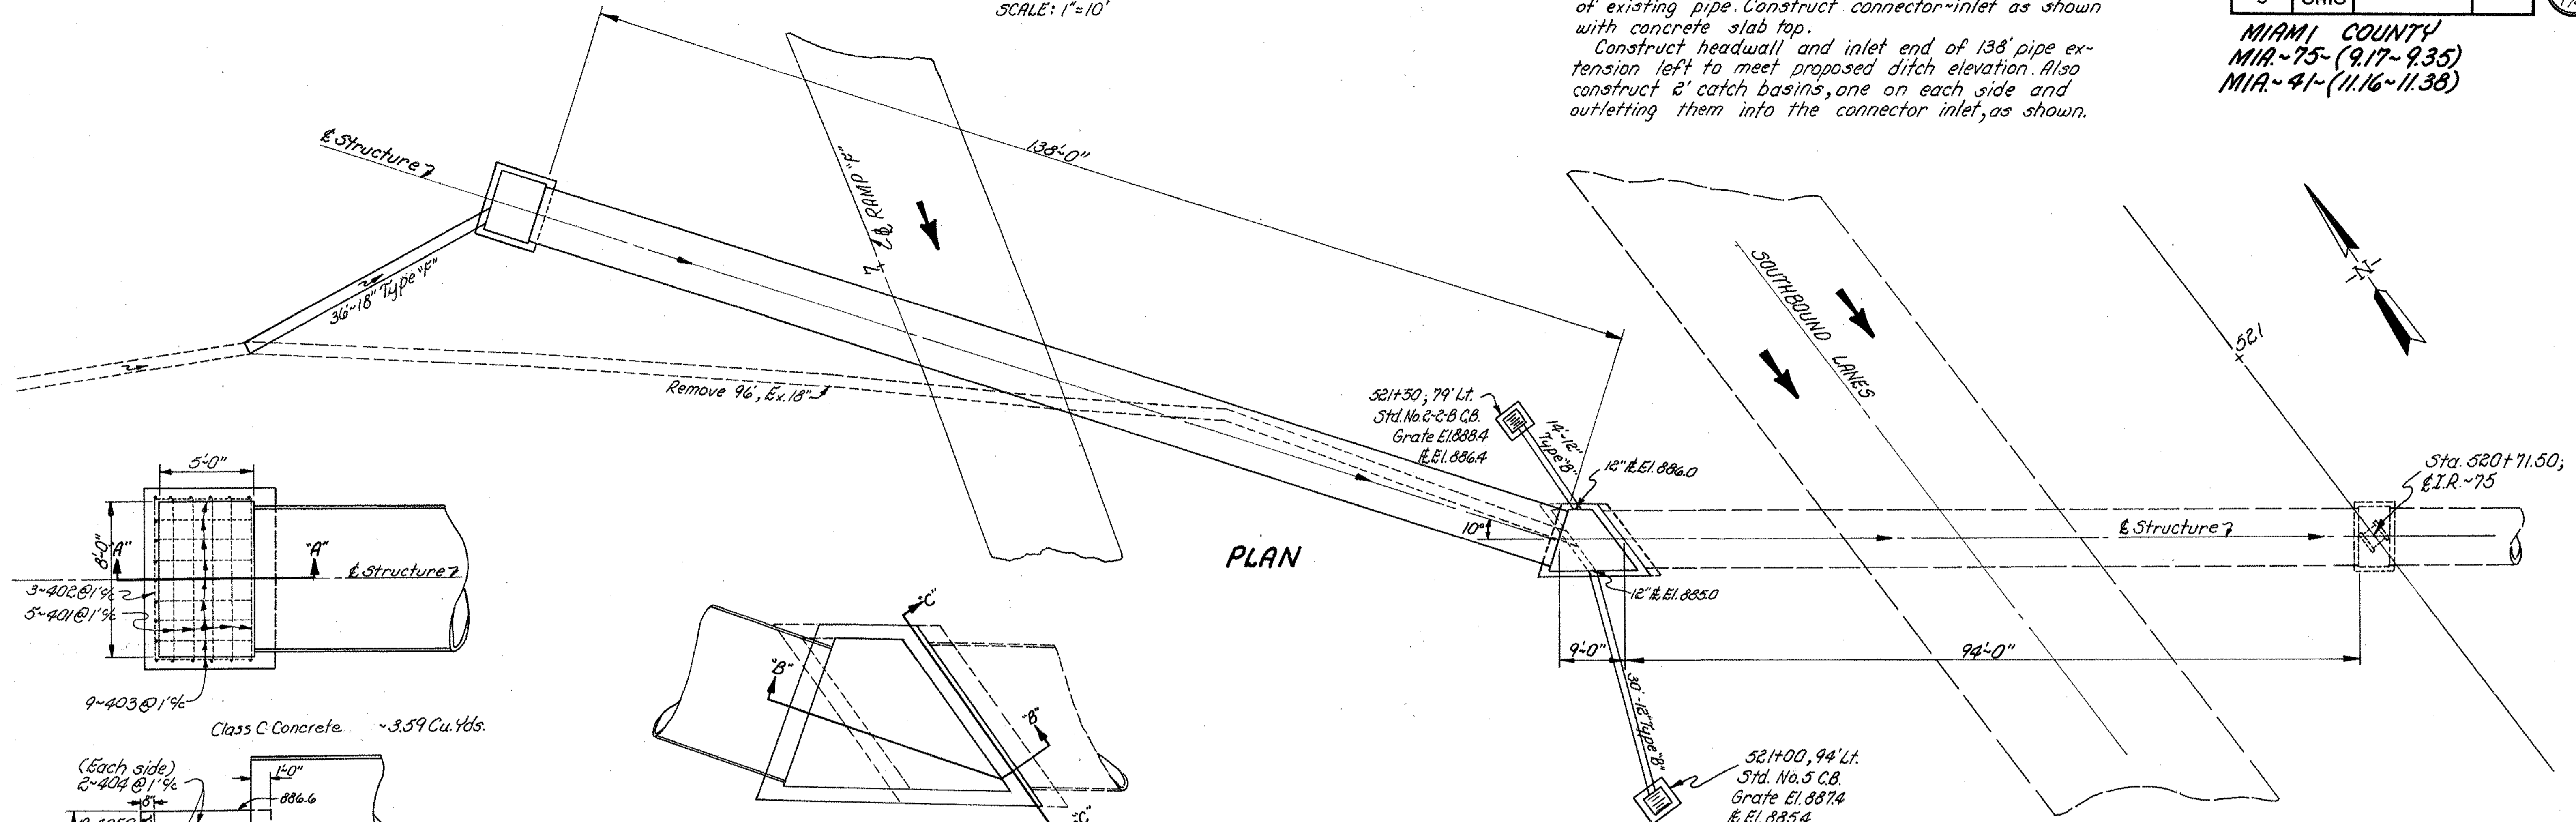 SCALE: 1"=10'
of existing pipe. Construct connector~inlet as shown
with concrete slab top.
Construct headwall and inlet end of 138' pipe ex-
tension left to meet proposed ditch elevation. Also
construct 2' catch basins, one on each side and
outletting them into the connector inlet, as shown.
OHIO
MIAMI COUNTY
MIA.~75~(9.17~9.35)
MIA.~41~(11.16~11.38)
℄ Structure
138'-0"
℄ RAMP "F"
36'~18" Type "F"
Remove 96', Ex. 18"
SOUTHBOUND LANES
N
521
521+50; 79' Lt.
Std. No. 2-2-B C.B.
Grate El. 888.4
℄ El. 886.4
14'-12"
Type "B"
12" ℄ El. 886.0
Sta. 520+71.50;
℄ I.R.~75
10°
℄ Structure
12" ℄ El. 885.0
9'-0"
94'-0"
30'-12" Type "B"
521+00, 94' Lt.
Std. No. 5 C.B.
Grate El. 887.4
℄ El. 885.4
PLAN
5'-0"
8'-0"
"A"
"A"
℄ Structure
3~402@1'%
5~401@1'%
9~403@1'%
Class C Concrete ~3.59 Cu. Yds.
(Each side)
2~404@1'%
1'-0"
8"
886.6
"C"
"B"
"B"
"C"